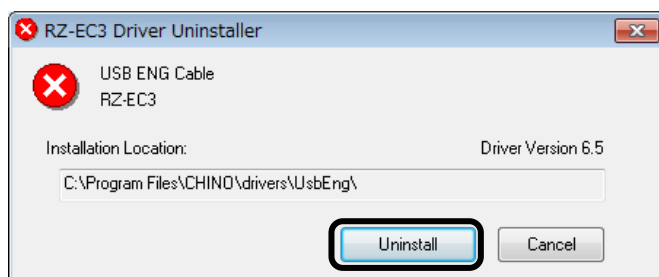 RZ-EC3 Driver Uninstaller
USB ENG Cable
RZ-EC3
Installation Location: Driver Version 6.5
C:\Program Files\CHINO\drivers\UsbEng\
Uninstall Cancel